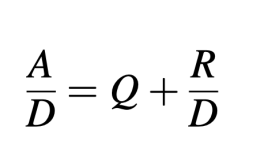 A/D = Q + R/D